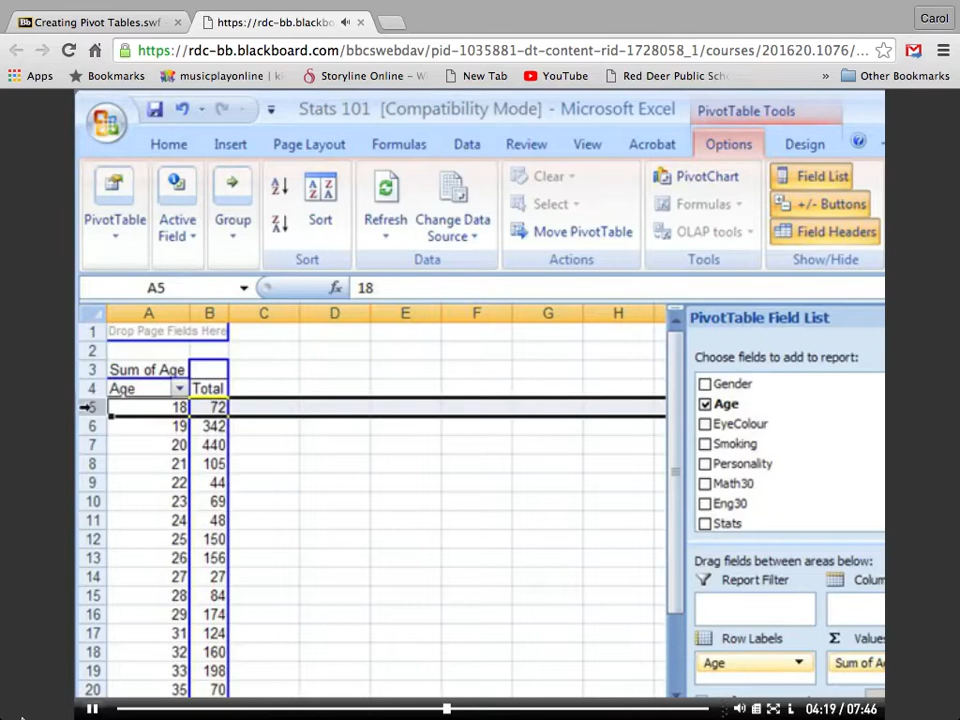 Creating Pivot Tables.swf
https://rdc-bb.blackbo
Carol
https://rdc-bb.blackboard.com/bbcswebdav/pid-1035881-dt-content-rid-1728058_1/courses/201620.1076/...
Apps Bookmarks musicplayonline | k Storyline Online – New Tab YouTube Red Deer Public Sch » Other Bookmarks
Stats 101 [Compatibility Mode] - Microsoft Excel PivotTable Tools
Home Insert Page Layout Formulas Data Review View Acrobat Options Design
PivotTable
Active Field
Group
Sort
Sort
Refresh
Change Data Source
Data
Clear
Select
Move PivotTable
Actions
PivotChart
Formulas
OLAP tools
Tools
Field List
+/- Buttons
Field Headers
Show/Hide
A5 fx 18
A B C D E F G H
1 Drop Page Fields Here
2
3 Sum of Age
4 Age Total
5 18 72
6 19 342
7 20 440
8 21 105
9 22 44
10 23 69
11 24 48
12 25 150
13 26 156
14 27 27
15 28 84
16 29 174
17 31 124
18 32 160
19 33 198
20 35 70
PivotTable Field List
Choose fields to add to report:
Gender
Age
EyeColour
Smoking
Personality
Math30
Eng30
Stats
Drag fields between areas below:
Report Filter Colum
Row Labels Σ Values
Age Sum of Ag
04:19 / 07:46